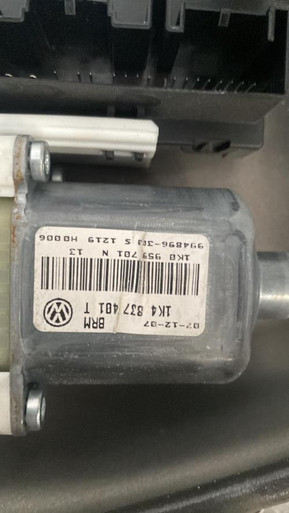 07-12-07
BRM
1K4 837 401 T
1K0 959 701 N 13
994896-303 S 1219 H0006